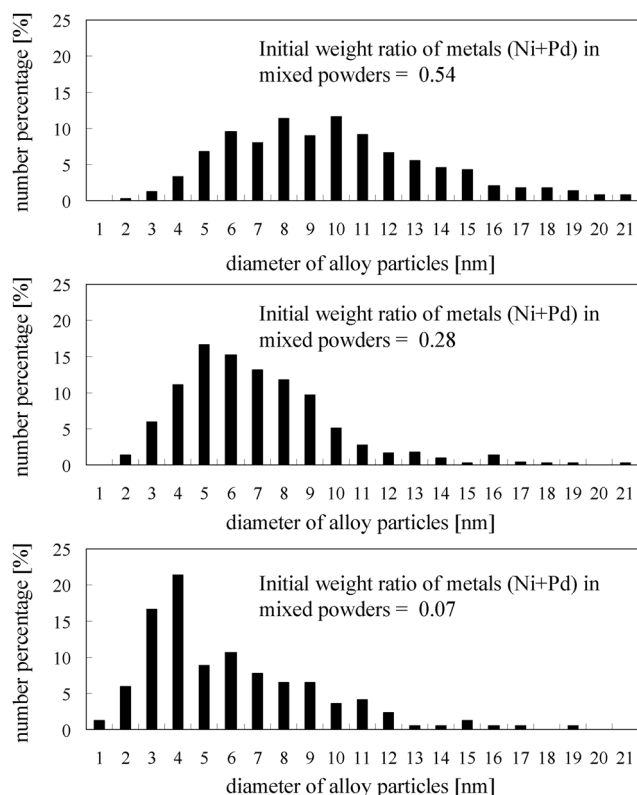 number percentage [%]
25
20
15
10
5
0
Initial weight ratio of metals (Ni+Pd) in
mixed powders = 0.54
1 2 3 4 5 6 7 8 9 10 11 12 13 14 15 16 17 18 19 20 21
diameter of alloy particles [nm]
number percentage [%]
25
20
15
10
5
0
Initial weight ratio of metals (Ni+Pd) in
mixed powders = 0.28
1 2 3 4 5 6 7 8 9 10 11 12 13 14 15 16 17 18 19 20 21
diameter of alloy particles [nm]
number percentage [%]
25
20
15
10
5
0
Initial weight ratio of metals (Ni+Pd) in
mixed powders = 0.07
1 2 3 4 5 6 7 8 9 10 11 12 13 14 15 16 17 18 19 20 21
diameter of alloy particles [nm]